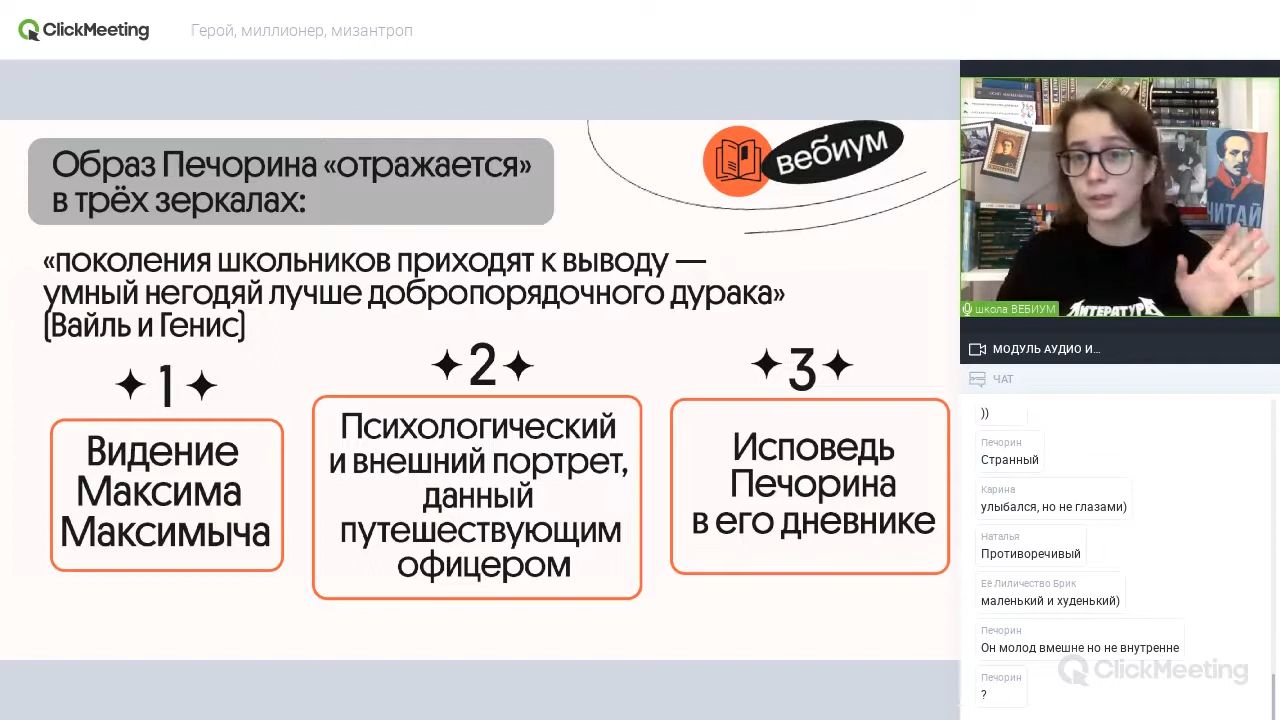 ClickMeeting
Герой, миллионер, мизантроп
Образ Печорина «отражается»
в трёх зеркалах:
вебиум
«поколения школьников приходят к выводу —
умный негодяй лучше добропорядочного дурака»
(Вайль и Генис)
1
Видение
Максима
Максимыча
2
Психологический
и внешний портрет,
данный
путешествующим
офицером
3
Исповедь
Печорина
в его дневнике
ЧИТАЙ
ЛИТЕРАТУРА
школа ВЕБИУМ
МОДУЛЬ АУДИО И...
ЧАТ
))
Печорин
Странный
Карина
улыбался, но не глазами)
Наталья
Противоречивый
Её Лиличество Брик
маленький и худенький)
Печорин
Он молод вмешне но не внутренне
Печорин
?
ClickMeeting